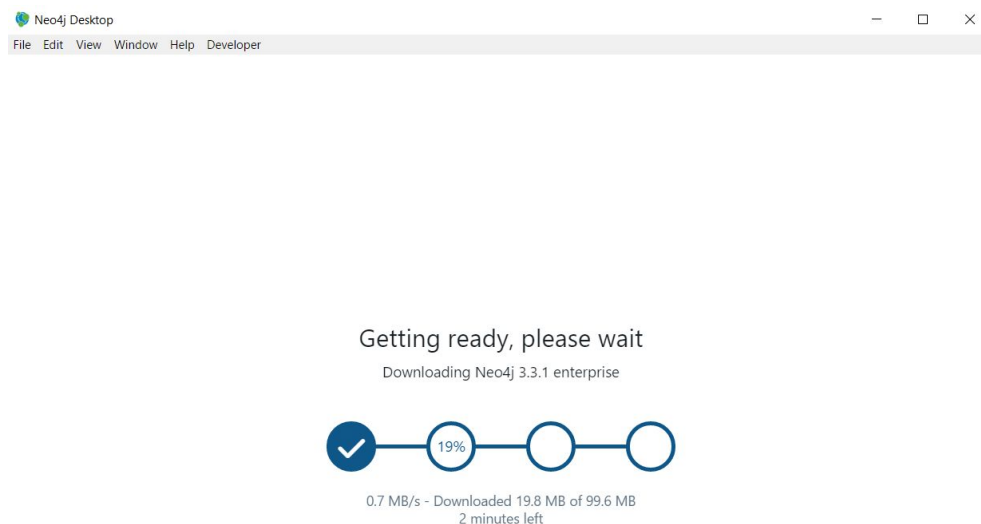 Neo4j Desktop
File Edit View Window Help Developer
Getting ready, please wait
Downloading Neo4j 3.3.1 enterprise
19%
0.7 MB/s - Downloaded 19.8 MB of 99.6 MB
2 minutes left